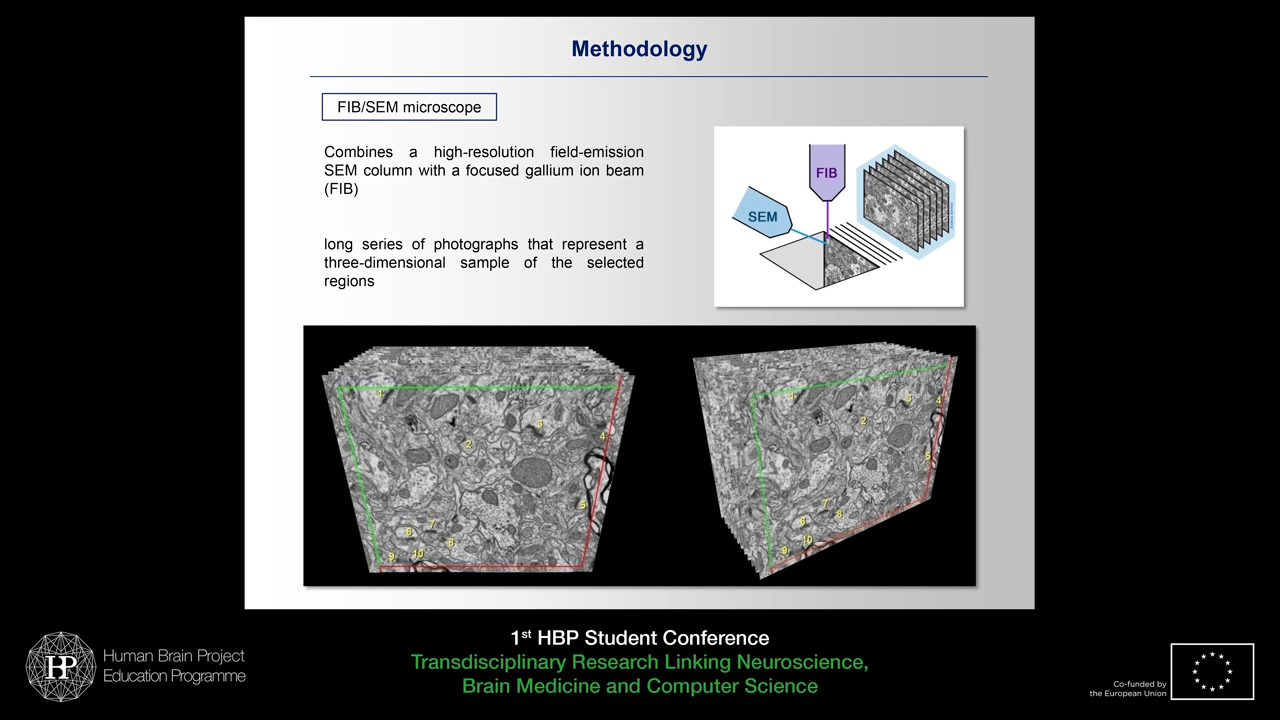 Methodology
FIB/SEM microscope
Combines a high-resolution field-emission
SEM column with a focused gallium ion beam
(FIB)
long series of photographs that represent a
three-dimensional sample of the selected
regions
FIB
SEM
1
2
3
4
5
6
7
8
9
10
1
2
3
4
5
6
7
8
9
10
1st HBP Student Conference
Transdisciplinary Research Linking Neuroscience,
Brain Medicine and Computer Science
HP
Human Brain Project
Education Programme
Co-funded by
the European Union